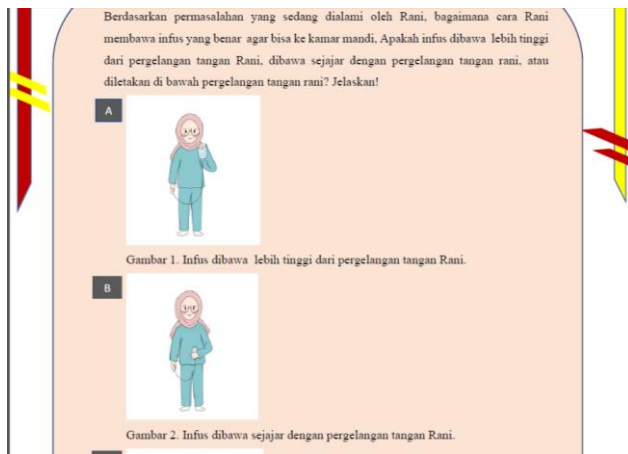 Berdasarkan permasalahan yang sedang dialami oleh Rani, bagaimana cara Rani
membawa infus yang benar agar bisa ke kamar mandi, Apakah infus dibawa lebih tinggi
dari pergelangan tangan Rani, dibawa sejajar dengan pergelangan tangan rani, atau
diletakan di bawah pergelangan tangan rani? Jelaskan!
A
Gambar 1. Infus dibawa lebih tinggi dari pergelangan tangan Rani.
B
Gambar 2. Infus dibawa sejajar dengan pergelangan tangan Rani.